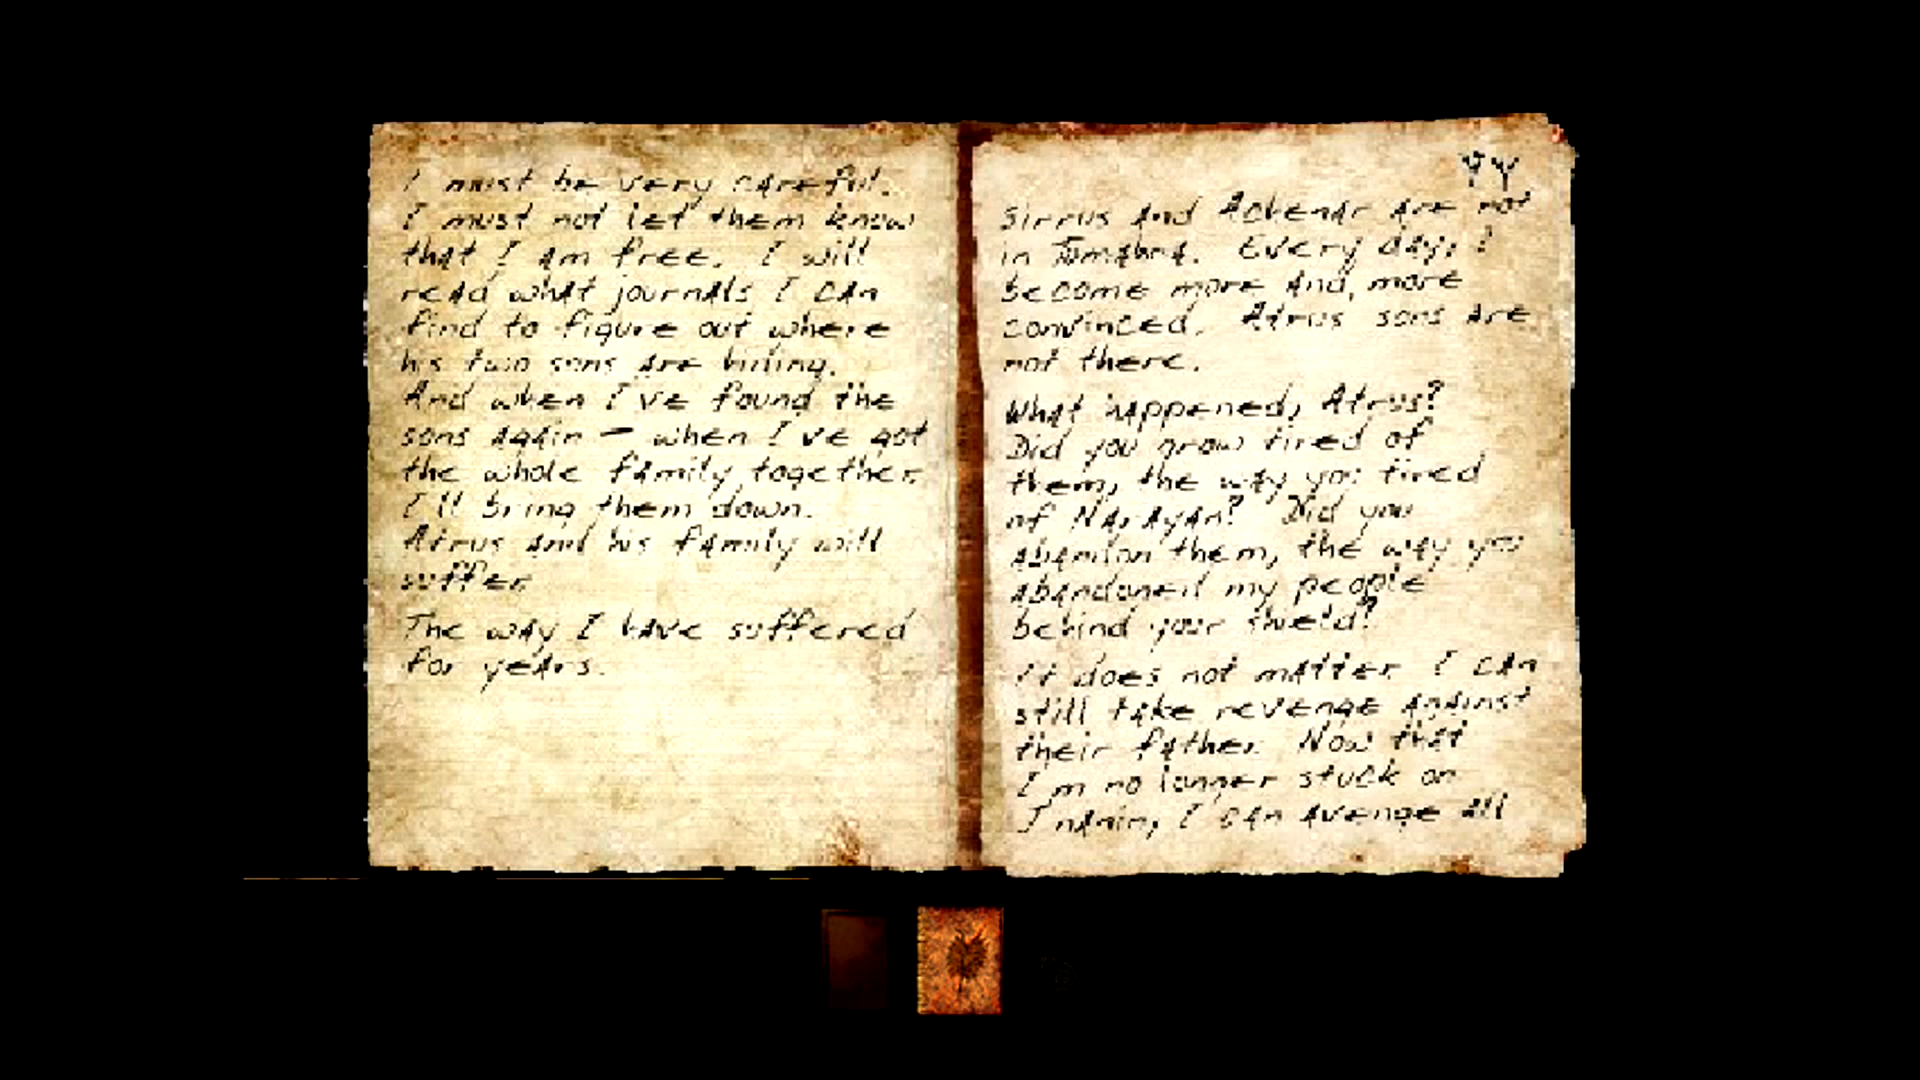 I must be very careful.
I must not let them know
that I am free. I will
read what journals I can
find to figure out where
his two sons are hiding.
And when I've found the
sons again - when I've got
the whole family together,
I'll bring them down.
Atrus and his family will
suffer.
The way I have suffered
for years.
Sirrus and Achenar are not
in Tomahna. Every day, I
become more and more
convinced. Atrus sons are
not there.
What happened, Atrus?
Did you grow tired of
them, the way you tired
of Narayan? Did you
abandon them, the way you
abandoned my people
behind your shield?
It does not matter. I can
still take revenge against
their father. Now that
I'm no longer stuck on
J'nanin, I can avenge all